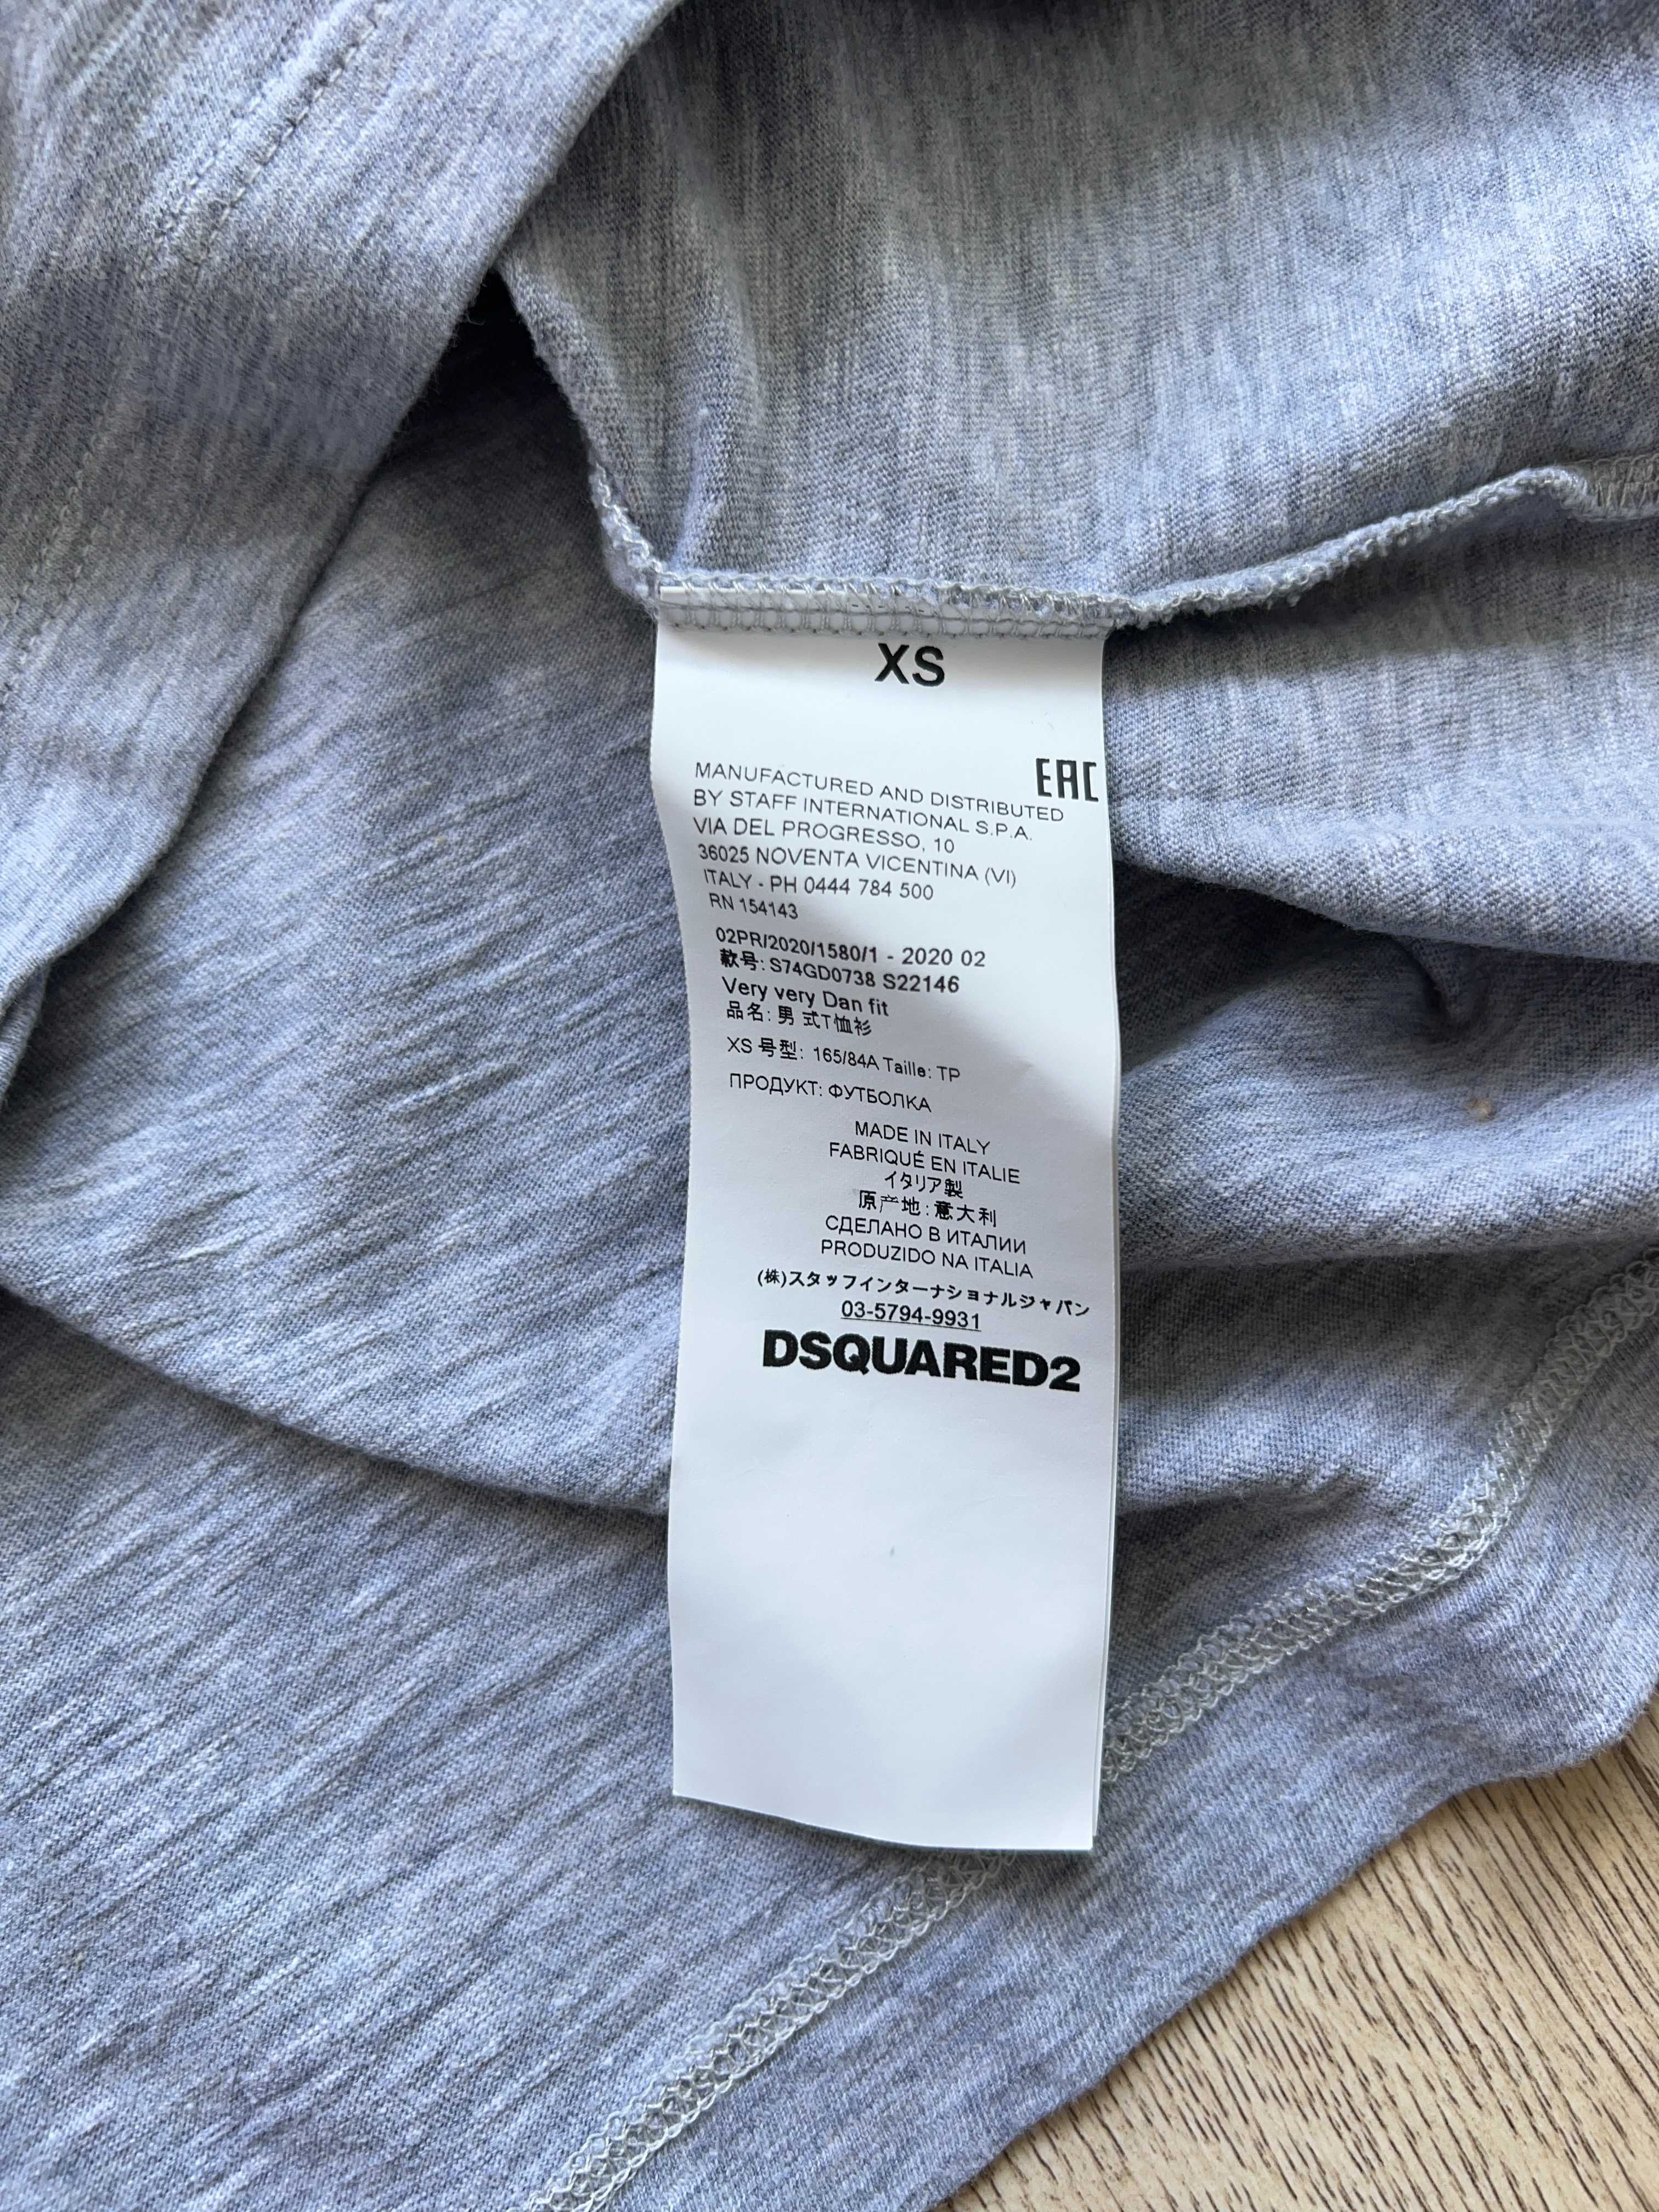 XS
EAC
MANUFACTURED AND DISTRIBUTED
BY STAFF INTERNATIONAL S.P.A.
VIA DEL PROGRESSO, 10
36025 NOVENTA VICENTINA (VI)
ITALY - PH 0444 784 500
RN 154143
02PR/2020/1580/1 - 2020 02
款号: S74GD0738 S22146
Very very Dan fit
品名: 男 式T恤衫
XS 号型: 165/84A Taille: TP
ПРОДУКТ: ФУТБОЛКА
MADE IN ITALY
FABRIQUÉ EN ITALIE
イタリア製
原产地: 意大利
СДЕЛАНО В ИТАЛИИ
PRODUZIDO NA ITALIA
(株)スタッフインターナショナルジャパン
03-5794-9931
DSQUARED2